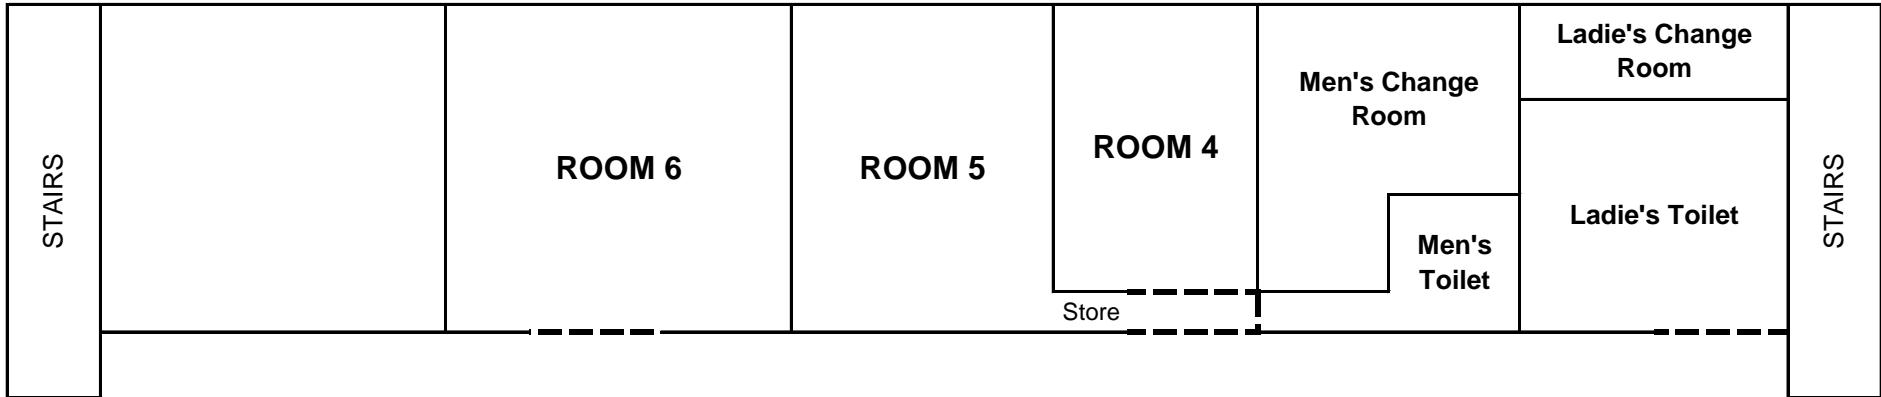 STAIRS
ROOM 6
ROOM 5
ROOM 4
Store
Men's Change
Room
Men's
Toilet
Ladie's Change
Room
Ladie's Toilet
STAIRS